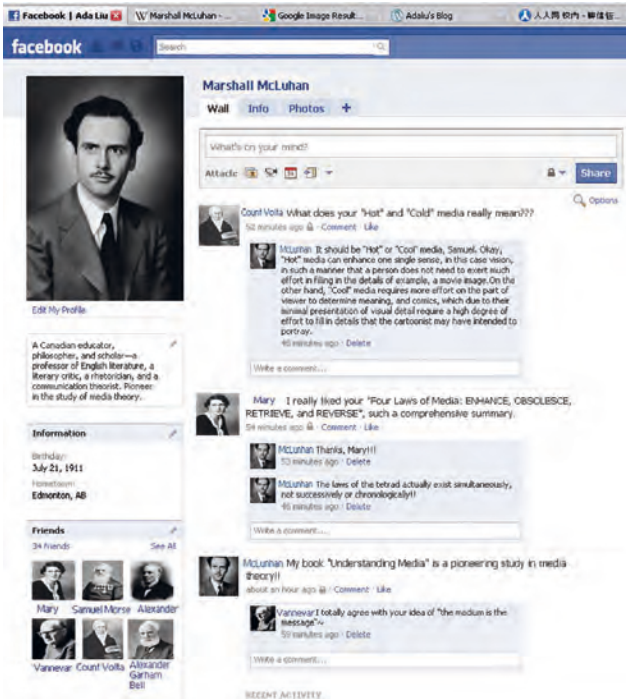 Facebook | Ada Liu
Marshal McLuhan - ...
Google Image Result...
Adalu's Blog
人人网 校内 -
facebook
Search
Marshall McLuhan
Wall Info Photos +
What's on your mind?
Attach:
Share
Options
Count Volta What does your "Hot" and "Cold" media really mean???
52 minutes ago · Comment · Like
McLunhan It should be "Hot" or "Cool" media, Samuel. Okay,
"Hot" media can enhance one single sense, in this case vision,
in such a manner that a person does not need to exert much
effort in filling in the details of example, a movie image.On the
other hand, "Cool" media requires more effort on the part of
viewer to determine meaning, and comics, which due to their
minimal presentation of visual detail require a high degree of
effort to fill in details that the cartoonist may have intended to
portray.
46 minutes ago · Delete
Write a comment...
Edit My Profile
A Canadian educator,
philosopher, and scholar—a
professor of English literature, a
literary critic, a rhetorician, and a
communication theorist. Pioneer
in the study of media theory.
Mary I really liked your "Four Laws of Media: ENHANCE, OBSCLESCE,
RETRIEVE, and REVERSE", such a comprehensive summary.
54 minutes ago · Comment · Like
McLunhan Thanks, Mary!!!
53 minutes ago · Delete
McLunhan The laws of the tetrad actually exist simultaneously,
not successively or chronologically!!
46 minutes ago · Delete
Write a comment...
Information
Birthday:
July 21, 1911
Hometown:
Edmonton, AB
Friends
34 friends See All
Mary Samuel Morse Alexander
Vannevar Count Volta Alexander
Garham
Bell
McLunhan My book "Understanding Media" is a pioneering study in media
theory!!
about an hour ago · Comment · Like
Vannevar I totally agree with your idea of "the medium is the
message"~
59 minutes ago · Delete
Write a comment...
RECENT ACTIVITY